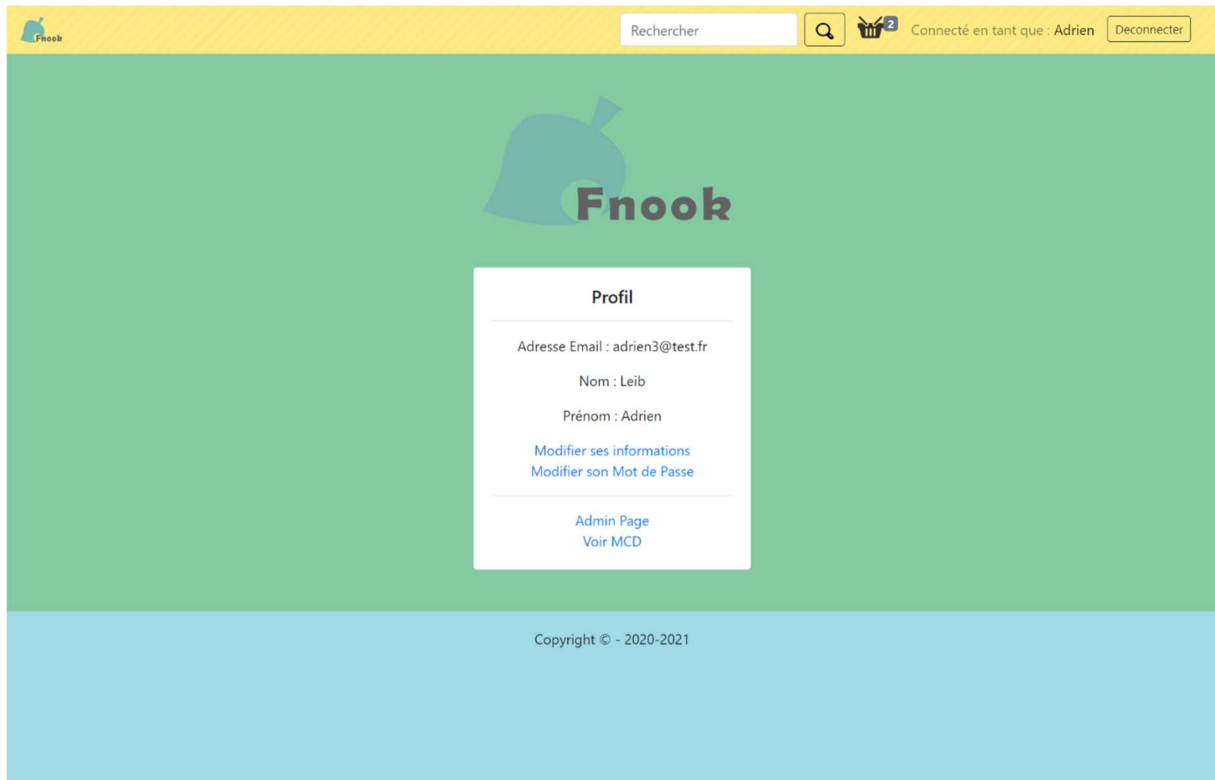 Fnook
Rechercher
2
Connecté en tant que : Adrien
Deconnecter
Fnook
Profil
Adresse Email : adrien3@test.fr
Nom : Leib
Prénom : Adrien
Modifier ses informations
Modifier son Mot de Passe
Admin Page
Voir MCD
Copyright © - 2020-2021